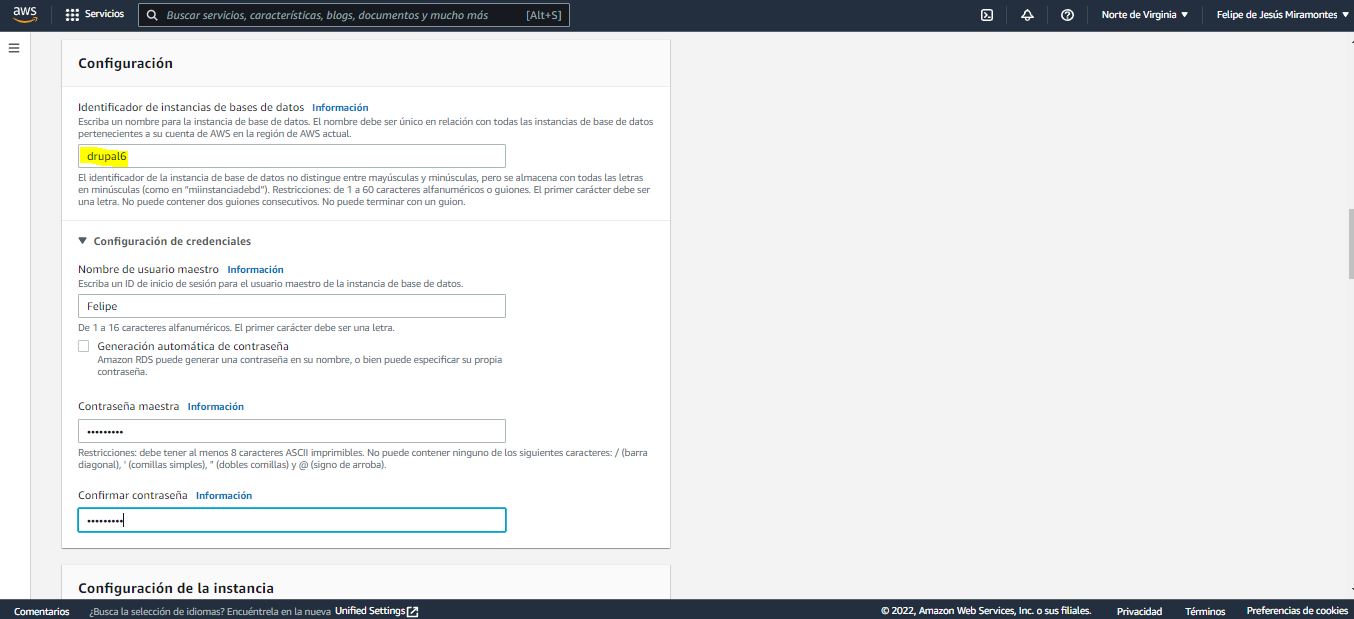 aws
Servicios
Buscar servicios, características, blogs, documentos y mucho más [Alt+S]
Norte de Virginia ▼
Felipe de Jesús Miramontes ▼
Configuración
Identificador de instancias de bases de datos Información
Escriba un nombre para la instancia de base de datos. El nombre debe ser único en relación con todas las instancias de base de datos
pertenecientes a su cuenta de AWS en la región de AWS actual.
drupal6
El identificador de la instancia de base de datos no distingue entre mayúsculas y minúsculas, pero se almacena con todas las letras
en minúsculas (como en "miinstanciadebd"). Restricciones: de 1 a 60 caracteres alfanuméricos o guiones. El primer carácter debe ser
una letra. No puede contener dos guiones consecutivos. No puede terminar con un guion.
▼ Configuración de credenciales
Nombre de usuario maestro Información
Escriba un ID de inicio de sesión para el usuario maestro de la instancia de base de datos.
Felipe
De 1 a 16 caracteres alfanuméricos. El primer carácter debe ser una letra.
Generación automática de contraseña
Amazon RDS puede generar una contraseña en su nombre, o bien puede especificar su propia
contraseña.
Contraseña maestra Información
•••••••••
Restricciones: debe tener al menos 8 caracteres ASCII imprimibles. No puede contener ninguno de los siguientes caracteres: / (barra
diagonal), ' (comillas simples), " (dobles comillas) y @ (signo de arroba).
Confirmar contraseña Información
•••••••••
Configuración de la instancia
Comentarios
¿Busca la selección de idiomas? Encuéntrela en la nueva Unified Settings
© 2022, Amazon Web Services, Inc. o sus filiales.
Privacidad
Términos
Preferencias de cookies